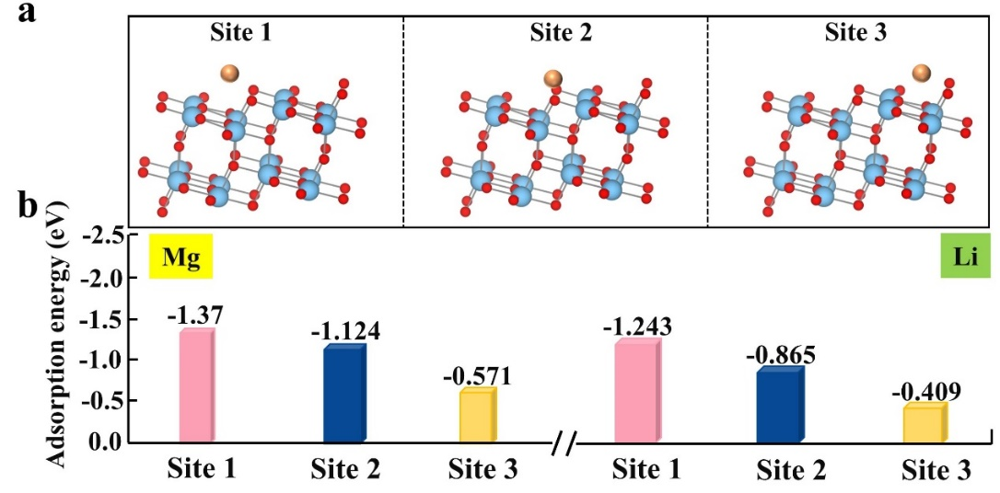 a
Site 1 Site 2 Site 3
b
Adsorption energy (eV)
-2.5
-2.0
-1.5
-1.0
-0.5
0.0
Mg
Li
-1.37
-1.124
-0.571
-1.243
-0.865
-0.409
Site 1 Site 2 Site 3 Site 1 Site 2 Site 3